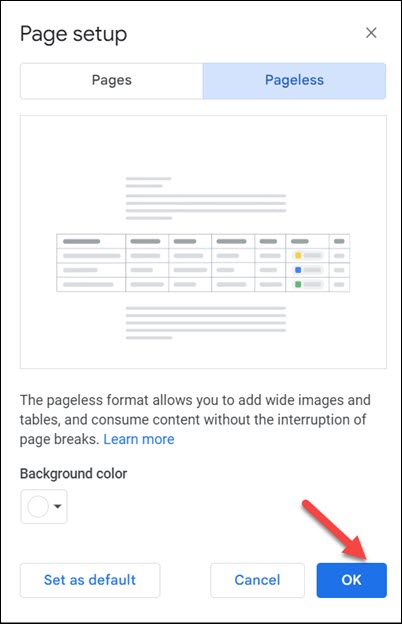 Page setup
Pages
Pageless
The pageless format allows you to add wide images and
tables, and consume content without the interruption of
page breaks. Learn more
Background color
Set as default
Cancel
OK